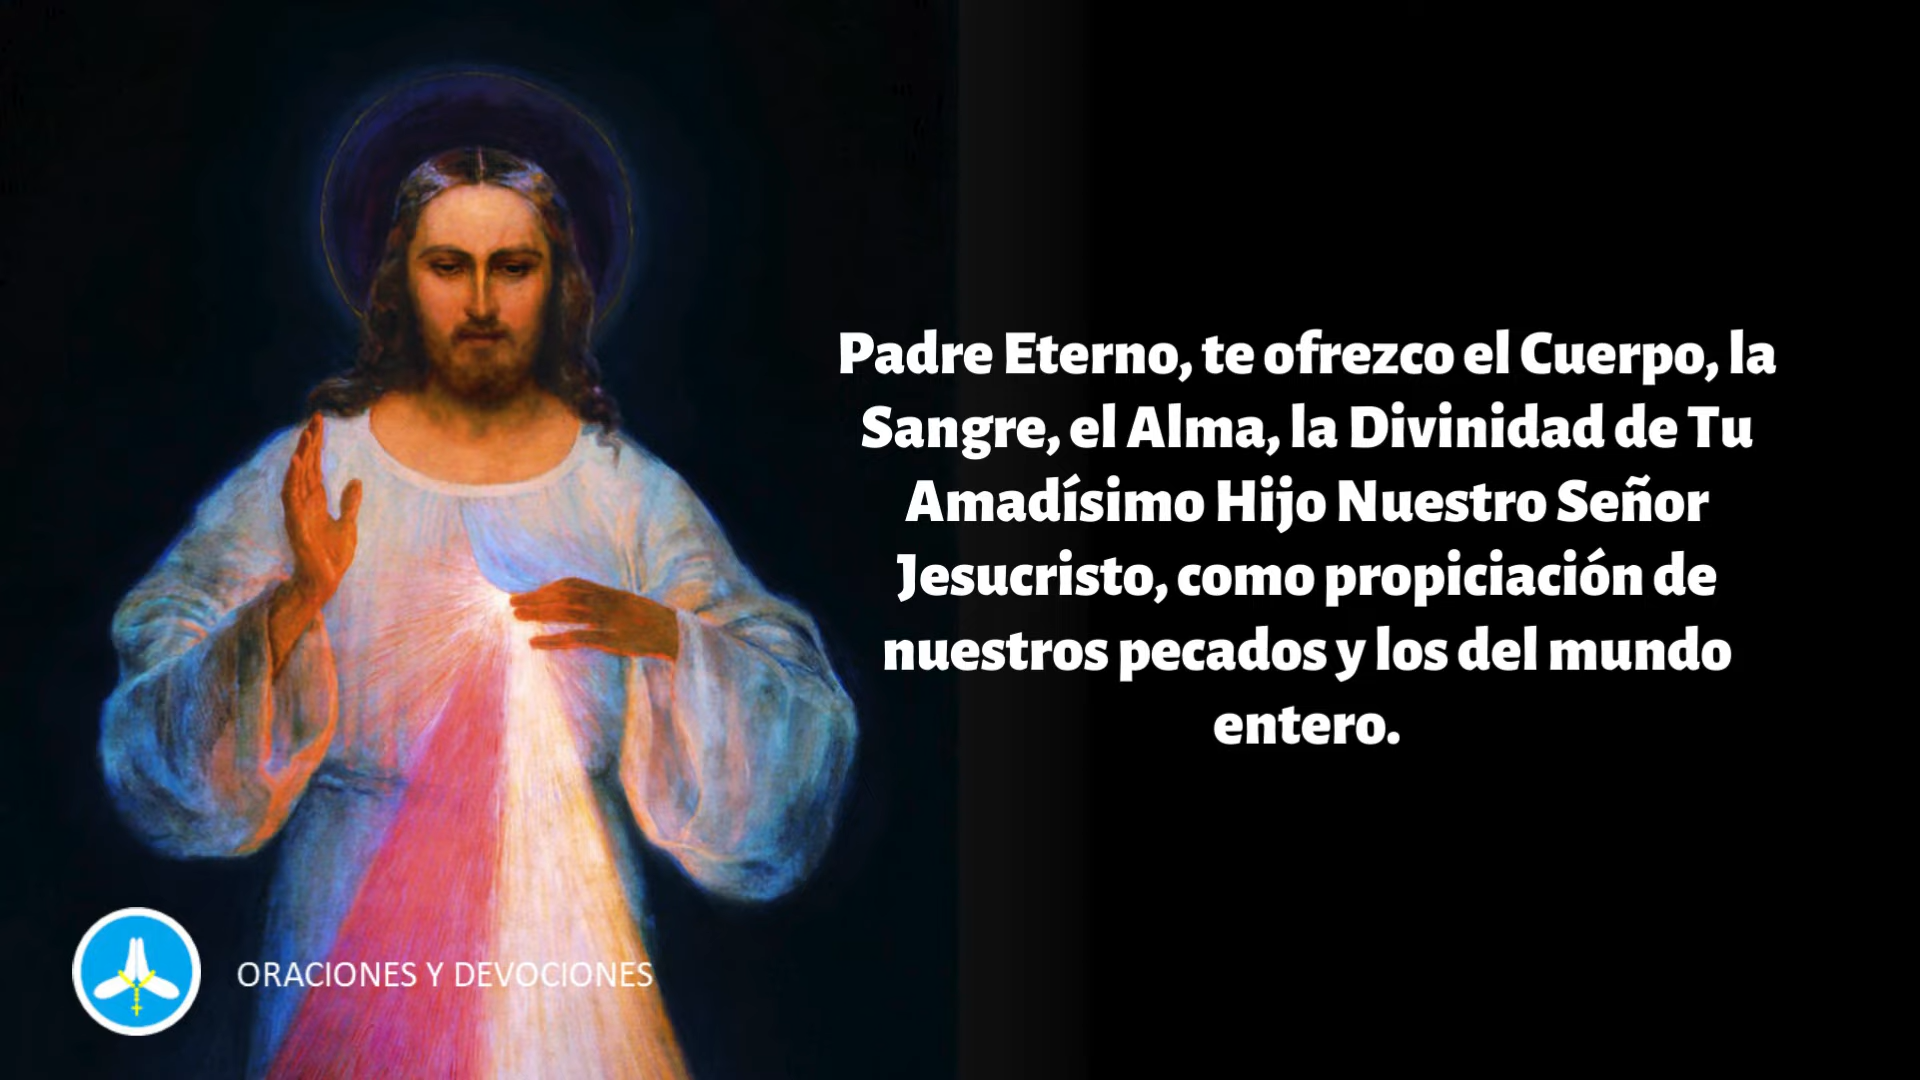 Padre Eterno, te ofrezco el Cuerpo, la
Sangre, el Alma, la Divinidad de Tu
Amadísimo Hijo Nuestro Señor
Jesucristo, como propiciación de
nuestros pecados y los del mundo
entero.
ORACIONES Y DEVOCIONES